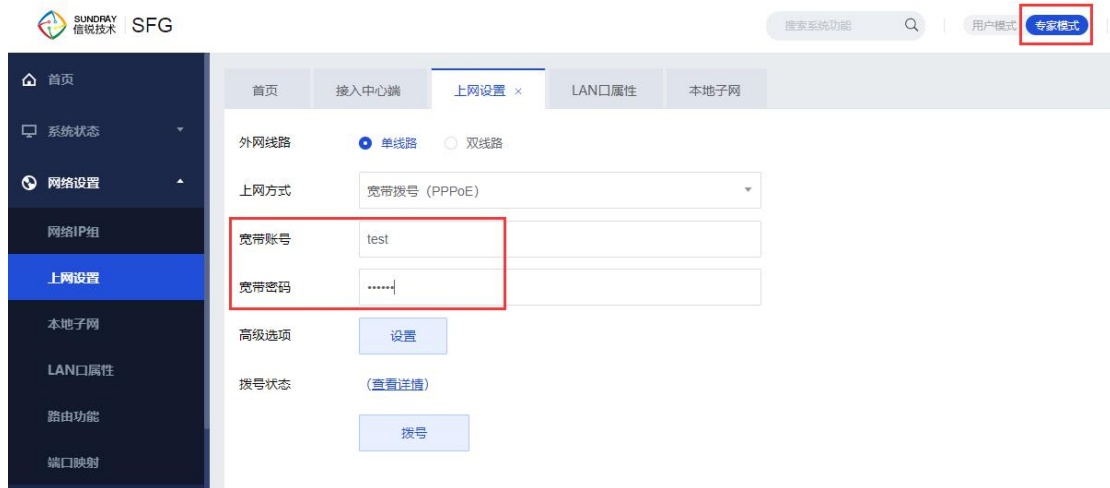 SUNDRAY
信锐技术
SFG
搜索系统功能
用户模式
专家模式
首页
系统状态
网络设置
网络IP组
上网设置
本地子网
LAN口属性
路由功能
端口映射
首页
接入中心端
上网设置 ×
LAN口属性
本地子网
外网线路
单线路
双线路
上网方式
宽带拨号（PPPoE）
宽带账号
test
宽带密码
••••••
高级选项
设置
拨号状态
（查看详情）
拨号